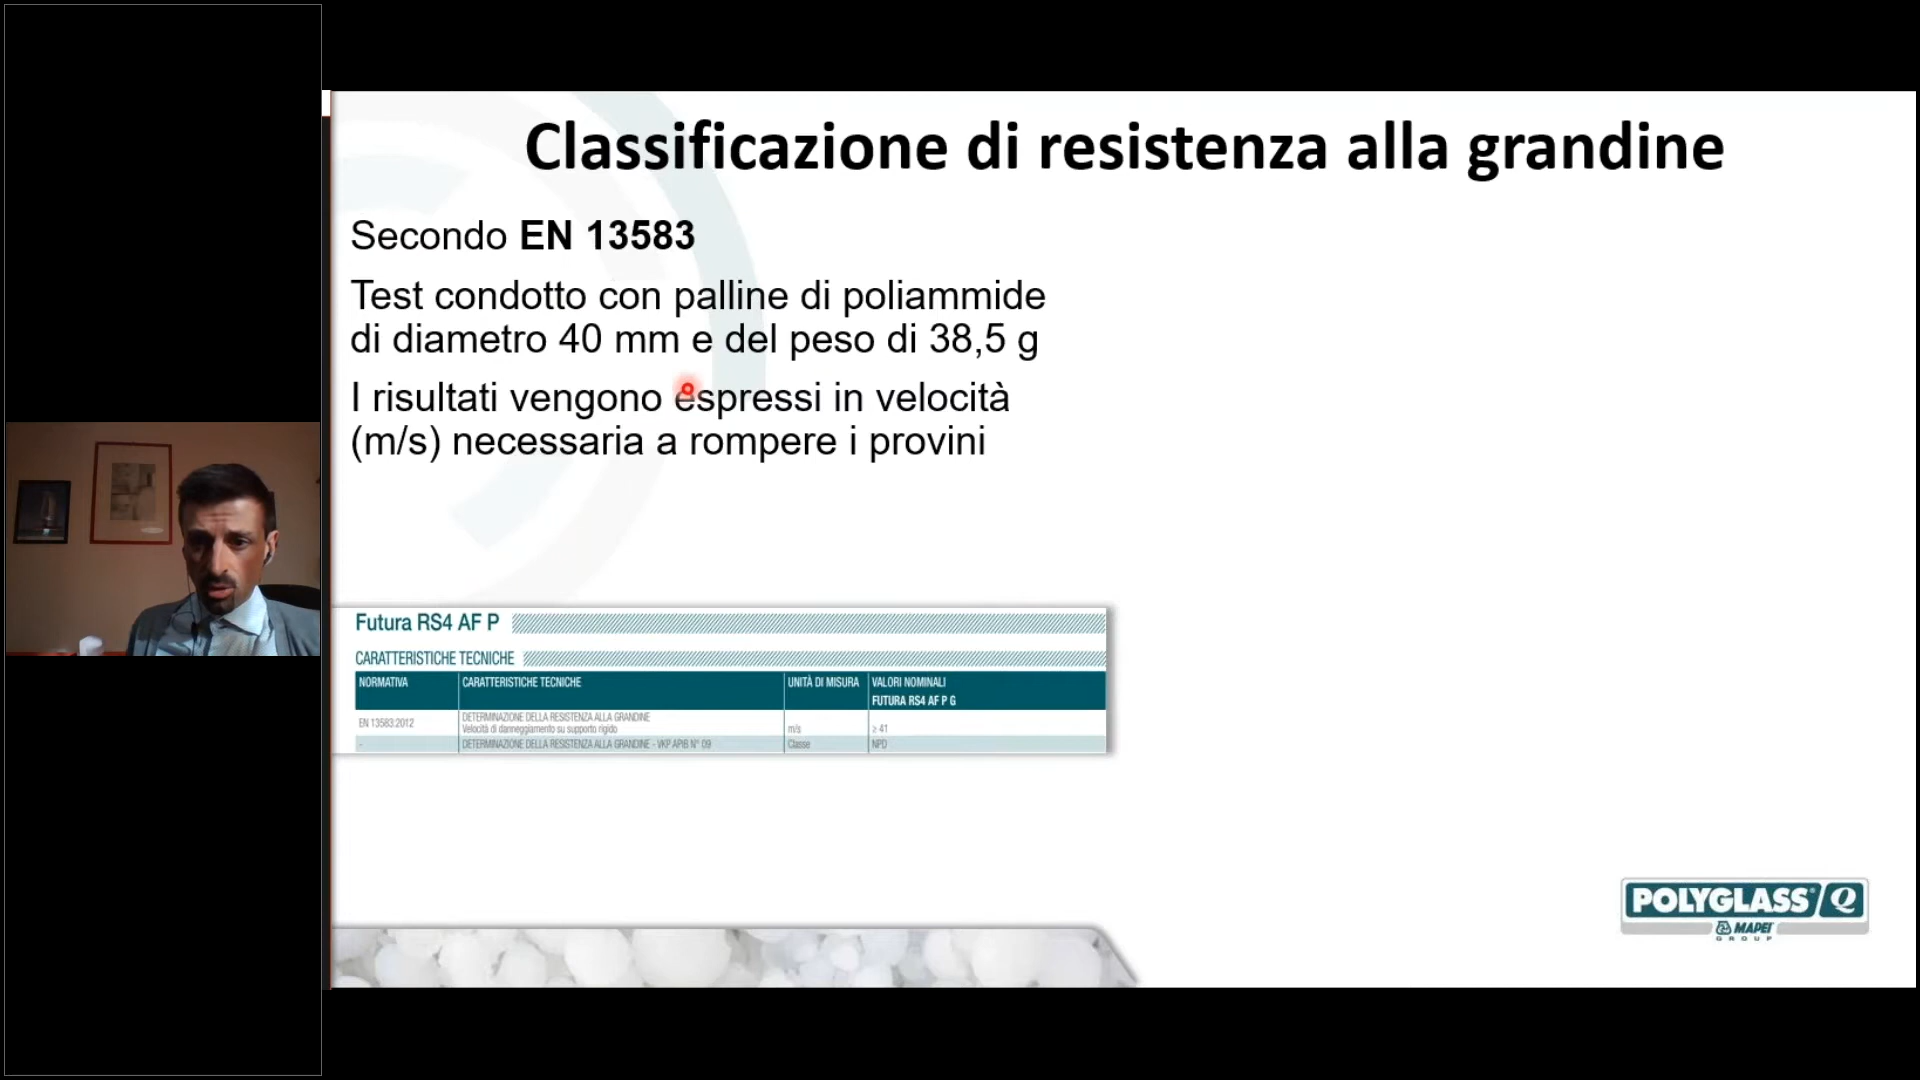 Classificazione di resistenza alla grandine
Secondo EN 13583
Test condotto con palline di poliammide
di diametro 40 mm e del peso di 38,5 g
I risultati vengono espressi in velocità
(m/s) necessaria a rompere i provini
Futura RS4 AF P
CARATTERISTICHE TECNICHE
NORMATIVA CARATTERISTICHE TECNICHE UNITÀ DI MISURA VALORI NOMINALI
FUTURA RS4 AF P G
EN 13583:2012 DETERMINAZIONE DELLA RESISTENZA ALLA GRANDINE
Velocità di danneggiamento su supporto rigido m/s ≥ 41
- DETERMINAZIONE DELLA RESISTENZA ALLA GRANDINE - VKP APIB N° 09 Classe NPD
POLYGLASS® Q
MAPEI
GROUP